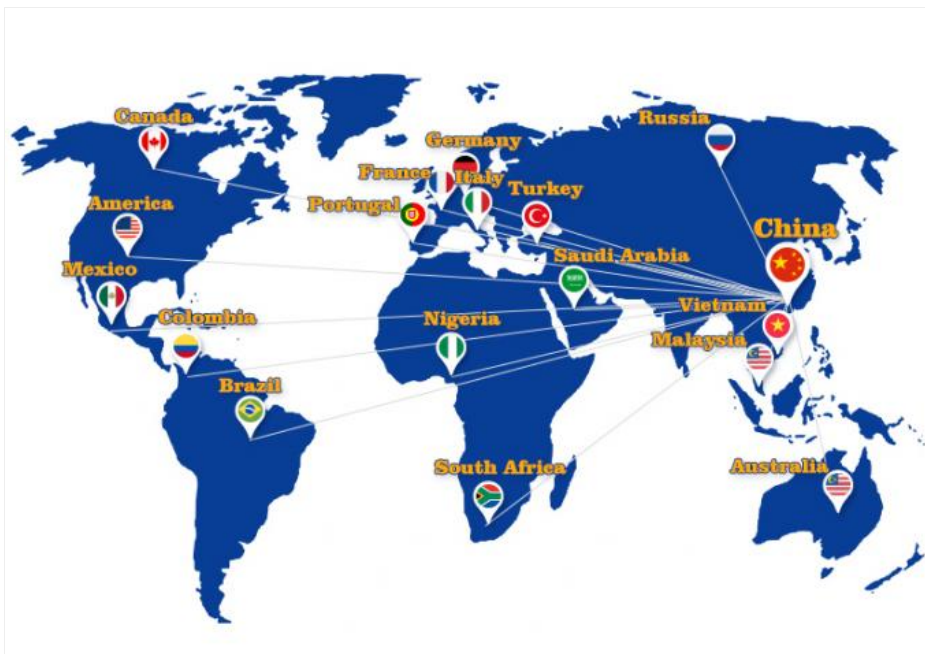 Canada
Russia
Germany
France
Italy
Turkey
Portugal
America
China
Saudi Arabia
Mexico
Vietnam
Colombia
Nigeria
Malaysia
Brazil
South Africa
Australia